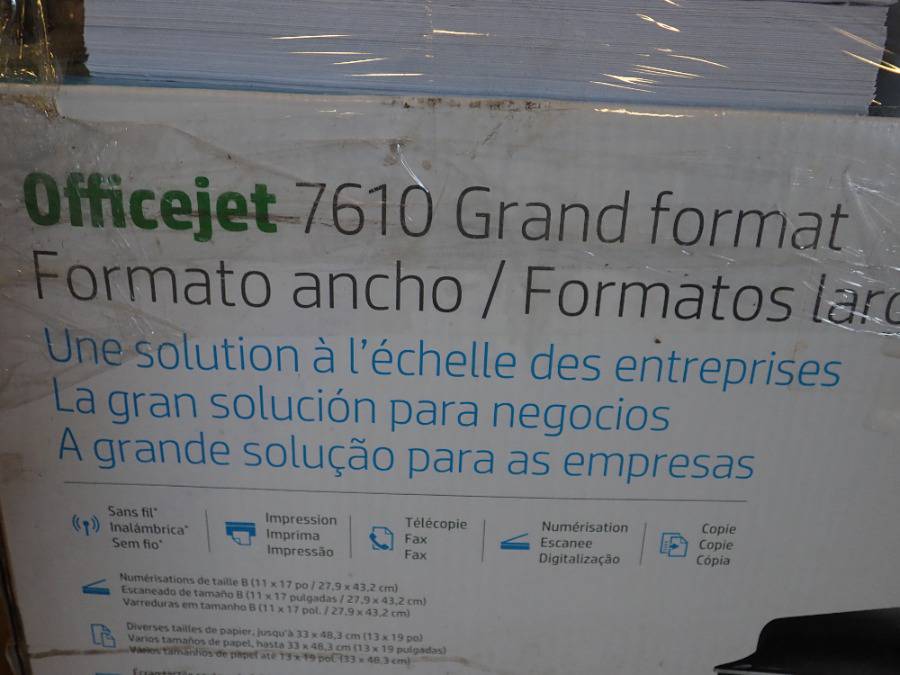 Officejet 7610 Grand format
Formato ancho / Formatos
Une solution à l'échelle des entreprises
La gran solución para negocios
A grande solução para as empresas
Sans fil*
Inalámbrica*
Sem fio*
Impression
Imprima
Impressão
Télécopie
Fax
Fax
Numérisation
Escanee
Digitalização
Copie
Copie
Cópia
Numérisations de taille B (11 x 17 po / 27,9 x 43,2 cm)
Escaneado de tamaño B (11 x 17 pulgadas / 27,9 x 43,2 cm)
Varreduras em tamanho B (11 x 17 pol. / 27,9 x 43,2 cm)
Diverses tailles de papier, jusqu'à 33 x 48,3 cm (13 x 19 po)
Varios tamaños de papel, hasta 33 x 48,3 cm (13 x 19 pulgadas)
Vários tamanhos de papel até 13 x 19 pol. (33 x 48,3 cm)